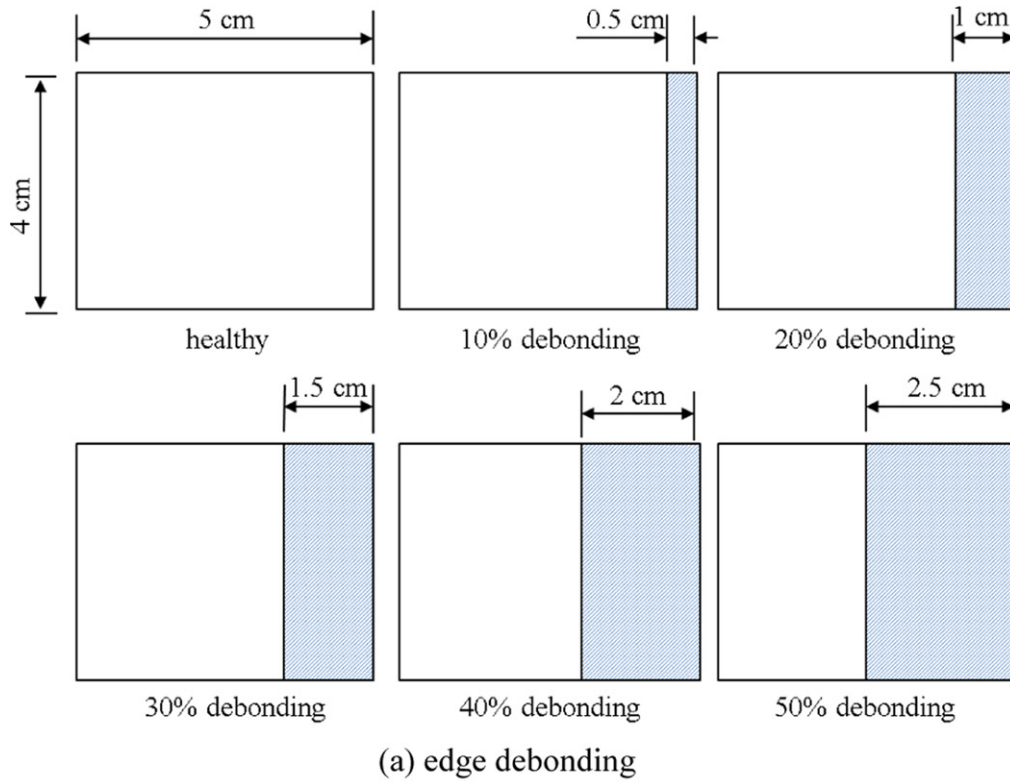 5 cm
0.5 cm
1 cm
4 cm
healthy
10% debonding
20% debonding
1.5 cm
2 cm
2.5 cm
30% debonding
40% debonding
50% debonding
(a) edge debonding